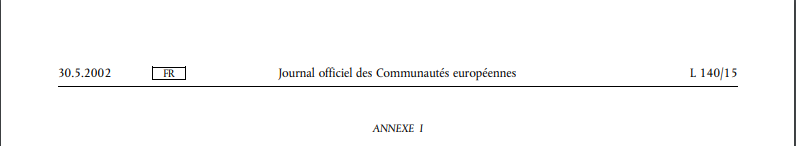 30.5.2002 FR Journal officiel des Communautés européennes L 140/15
ANNEXE I